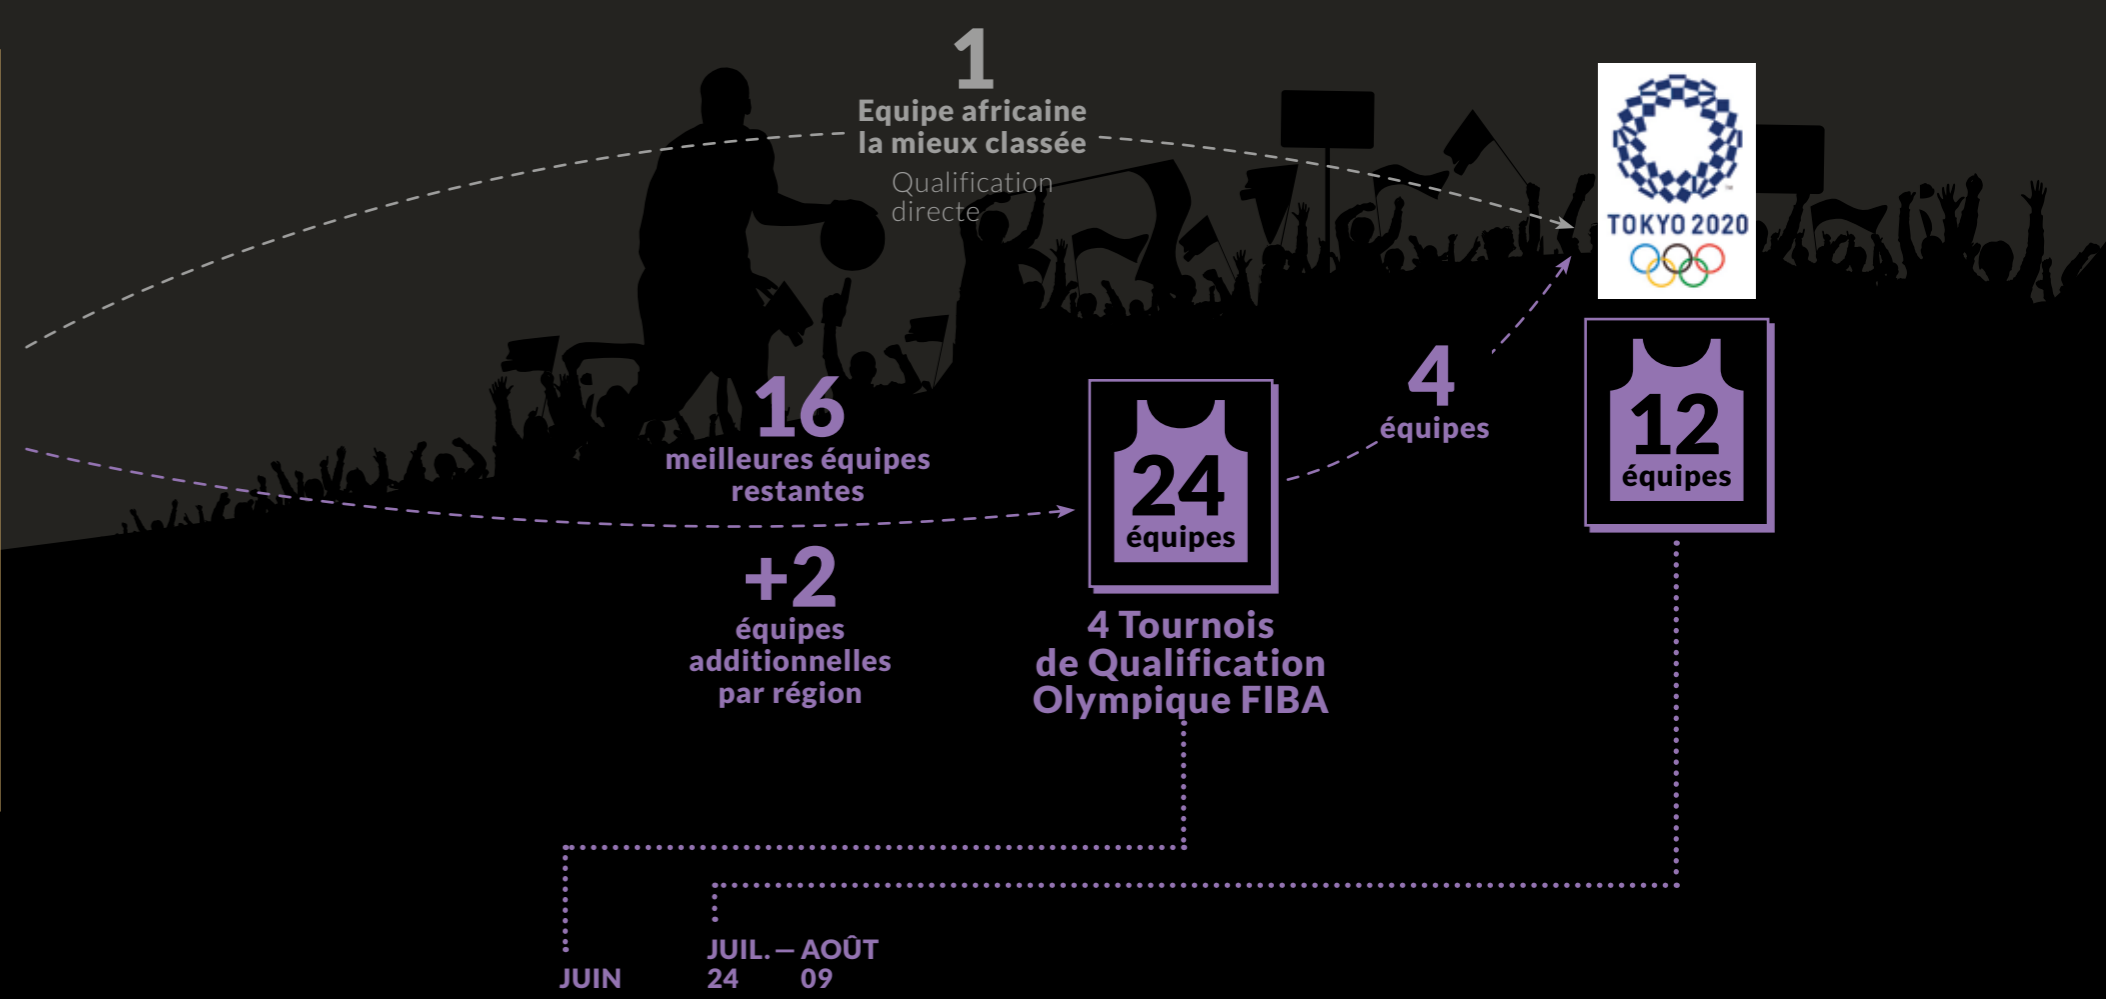 1
Equipe africaine
la mieux classée
Qualification
directe
TOKYO 2020
16
meilleures équipes
restantes
+2
équipes
additionnelles
par région
24
équipes
4 Tournois
de Qualification
Olympique FIBA
4
équipes
12
équipes
JUIN
JUIL. — AOÛT
24 09